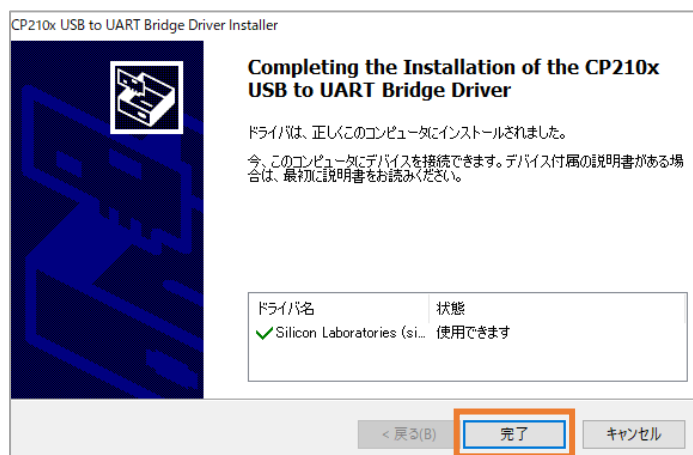 CP210x USB to UART Bridge Driver Installer
Completing the Installation of the CP210x
USB to UART Bridge Driver
ドライバは、正しくこのコンピュータにインストールされました。
今、このコンピュータにデバイスを接続できます。デバイス付属の説明書がある場
合は、最初に説明書をお読みください。
ドライバ名 状態
Silicon Laboratories (si... 使用できます
< 戻る(B) 完了 キャンセル